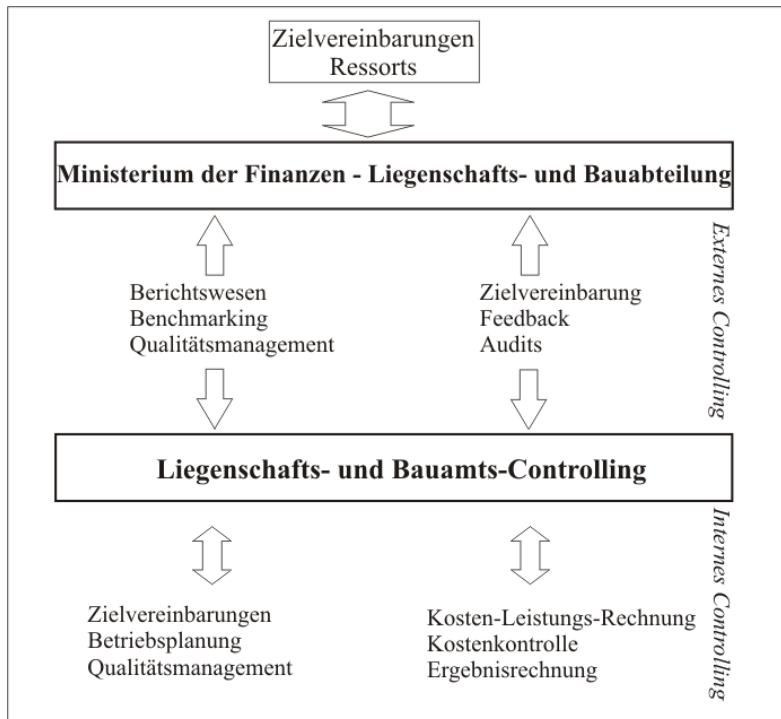 Zielvereinbarungen
Ressorts
Ministerium der Finanzen - Liegenschafts- und Bauabteilung
Berichtswesen
Benchmarking
Qualitätsmanagement
Zielvereinbarung
Feedback
Audits
Externes Controlling
Liegenschafts- und Bauamts-Controlling
Zielvereinbarungen
Betriebsplanung
Qualitätsmanagement
Kosten-Leistungs-Rechnung
Kostenkontrolle
Ergebnisrechnung
Internes Controlling